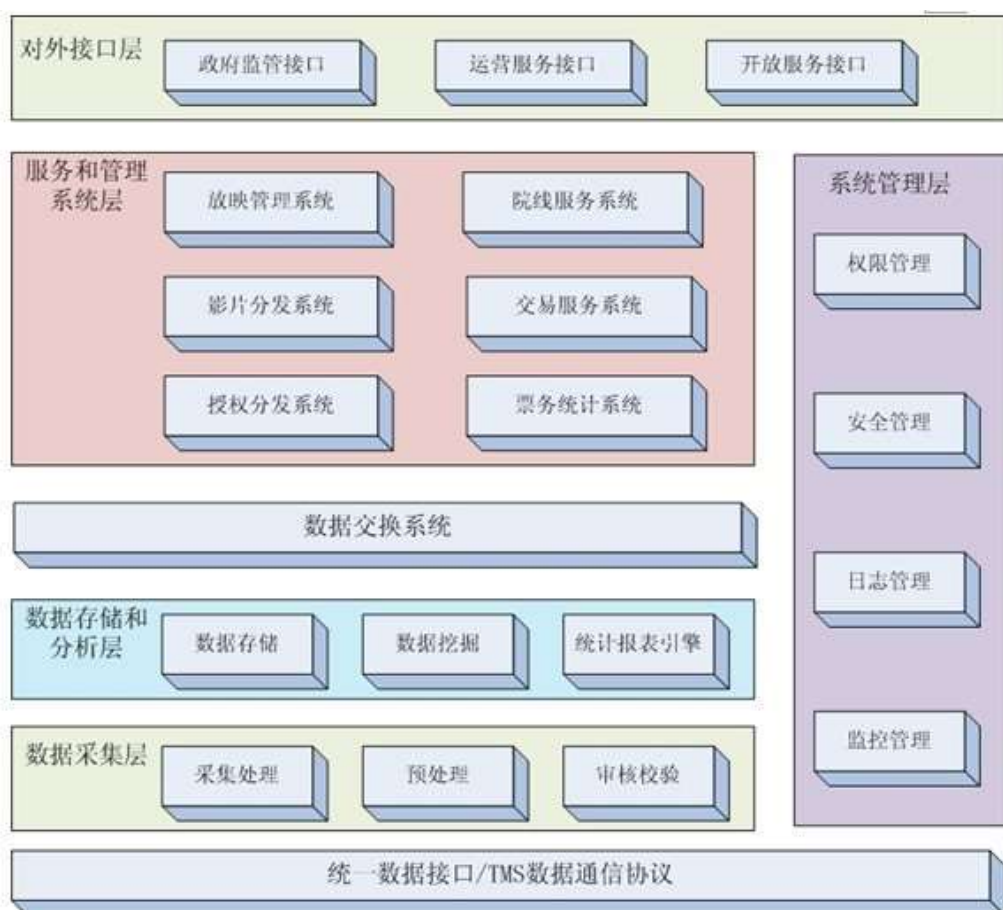 对外接口层
政府监管接口
运营服务接口
开放服务接口
服务和管理
系统层
放映管理系统
院线服务系统
影片分发系统
交易服务系统
授权分发系统
票务统计系统
系统管理层
权限管理
安全管理
日志管理
监控管理
数据交换系统
数据存储和
分析层
数据存储
数据挖掘
统计报表引擎
数据采集层
采集处理
预处理
审核校验
统一数据接口/TMS数据通信协议